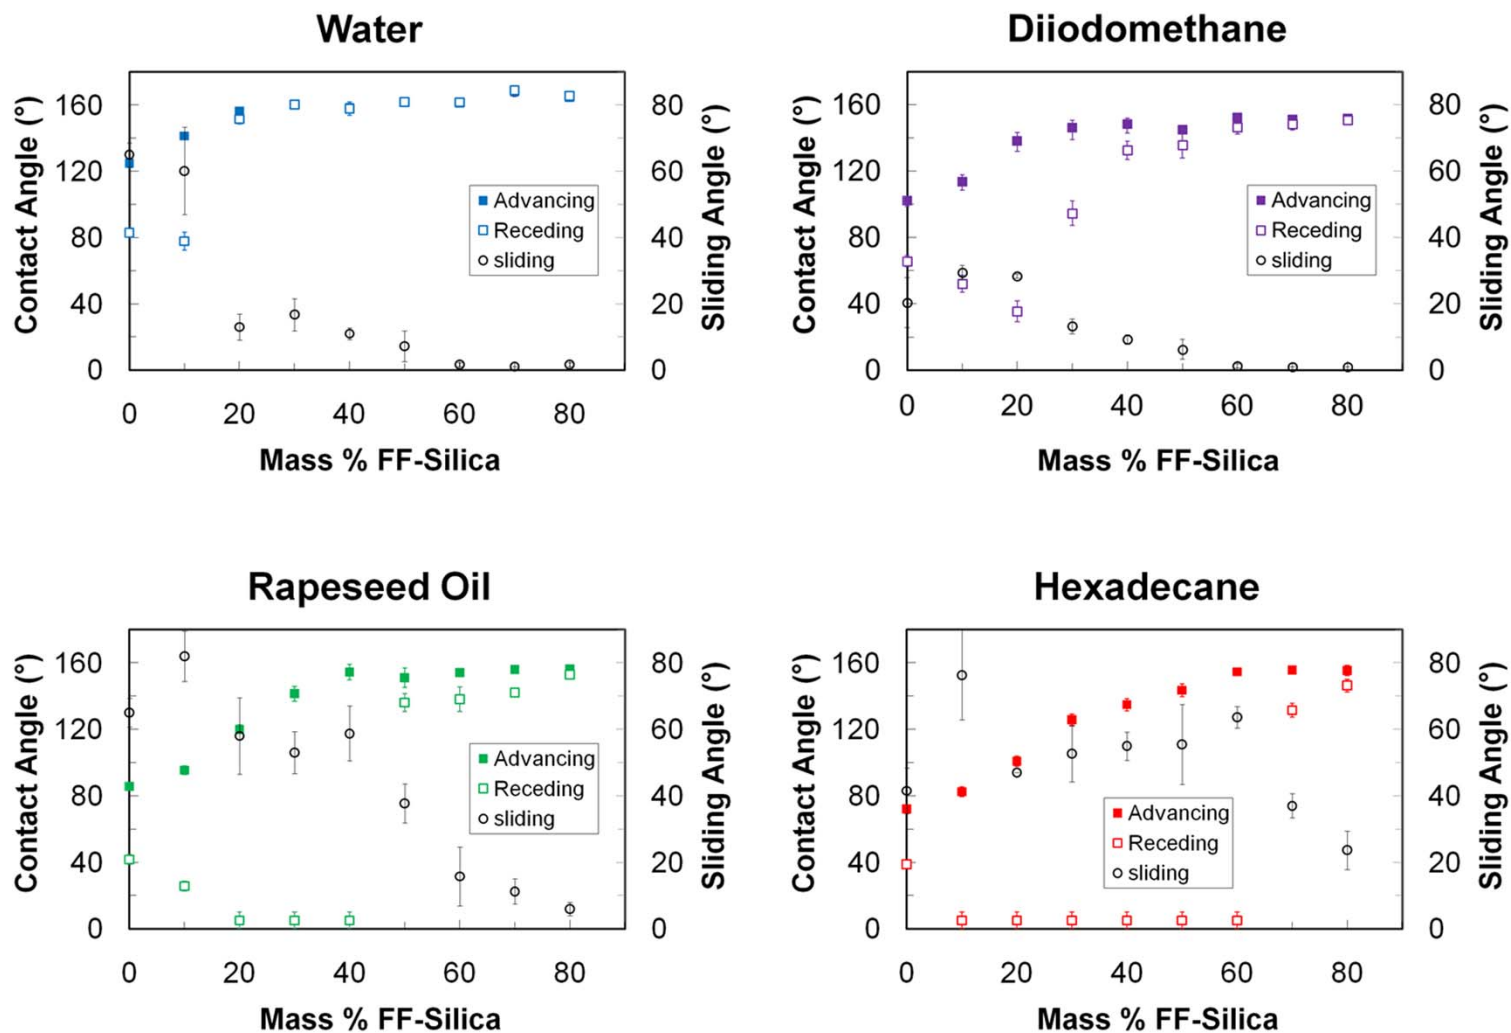 Water
Contact Angle (°)
160
120
80
40
0
Advancing
Receding
sliding
80
60
40
20
0
Sliding Angle (°)
0 20 40 60 80
Mass % FF-Silica
Diiodomethane
Contact Angle (°)
160
120
80
40
0
Advancing
Receding
sliding
80
60
40
20
0
Sliding Angle (°)
0 20 40 60 80
Mass % FF-Silica
Rapeseed Oil
Contact Angle (°)
160
120
80
40
0
Advancing
Receding
sliding
80
60
40
20
0
Sliding Angle (°)
0 20 40 60 80
Mass % FF-Silica
Hexadecane
Contact Angle (°)
160
120
80
40
0
Advancing
Receding
sliding
80
60
40
20
0
Sliding Angle (°)
0 20 40 60 80
Mass % FF-Silica